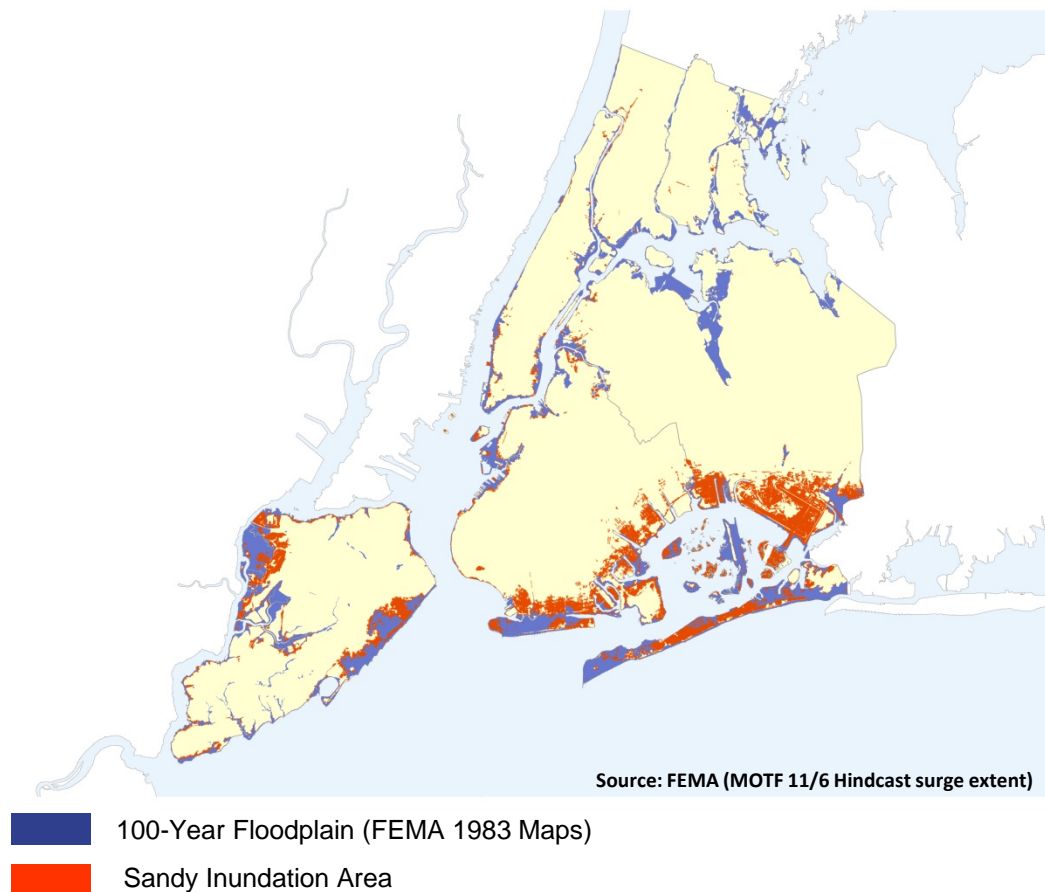 Source: FEMA (MOTF 11/6 Hindcast surge extent)
100-Year Floodplain (FEMA 1983 Maps)
Sandy Inundation Area